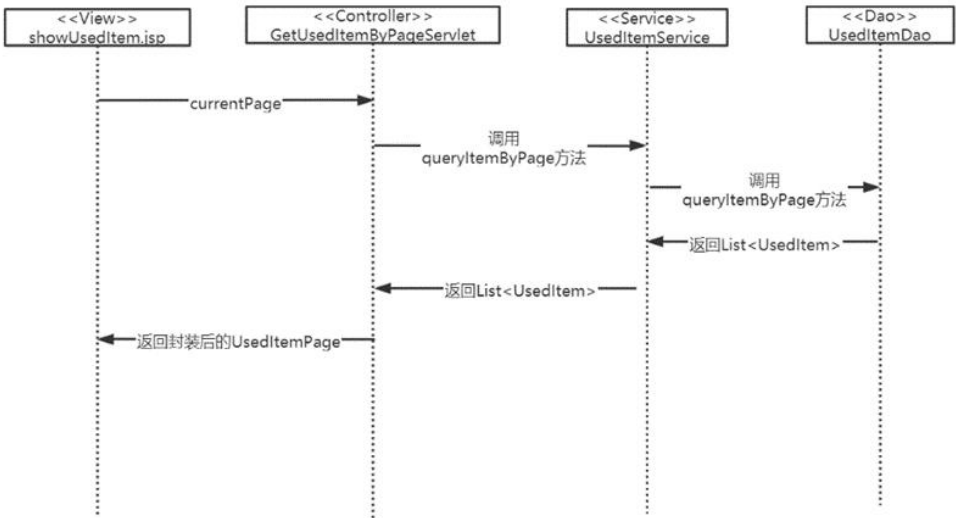 <<View>>
showUsedItem.jsp
<<Controller>>
GetUsedItemByPageServlet
<<Service>>
UsedItemService
<<Dao>>
UsedItemDao
currentPage
调用
queryItemByPage方法
调用
queryItemByPage方法
返回List<UsedItem>
返回List<UsedItem>
返回封装后的UsedItemPage